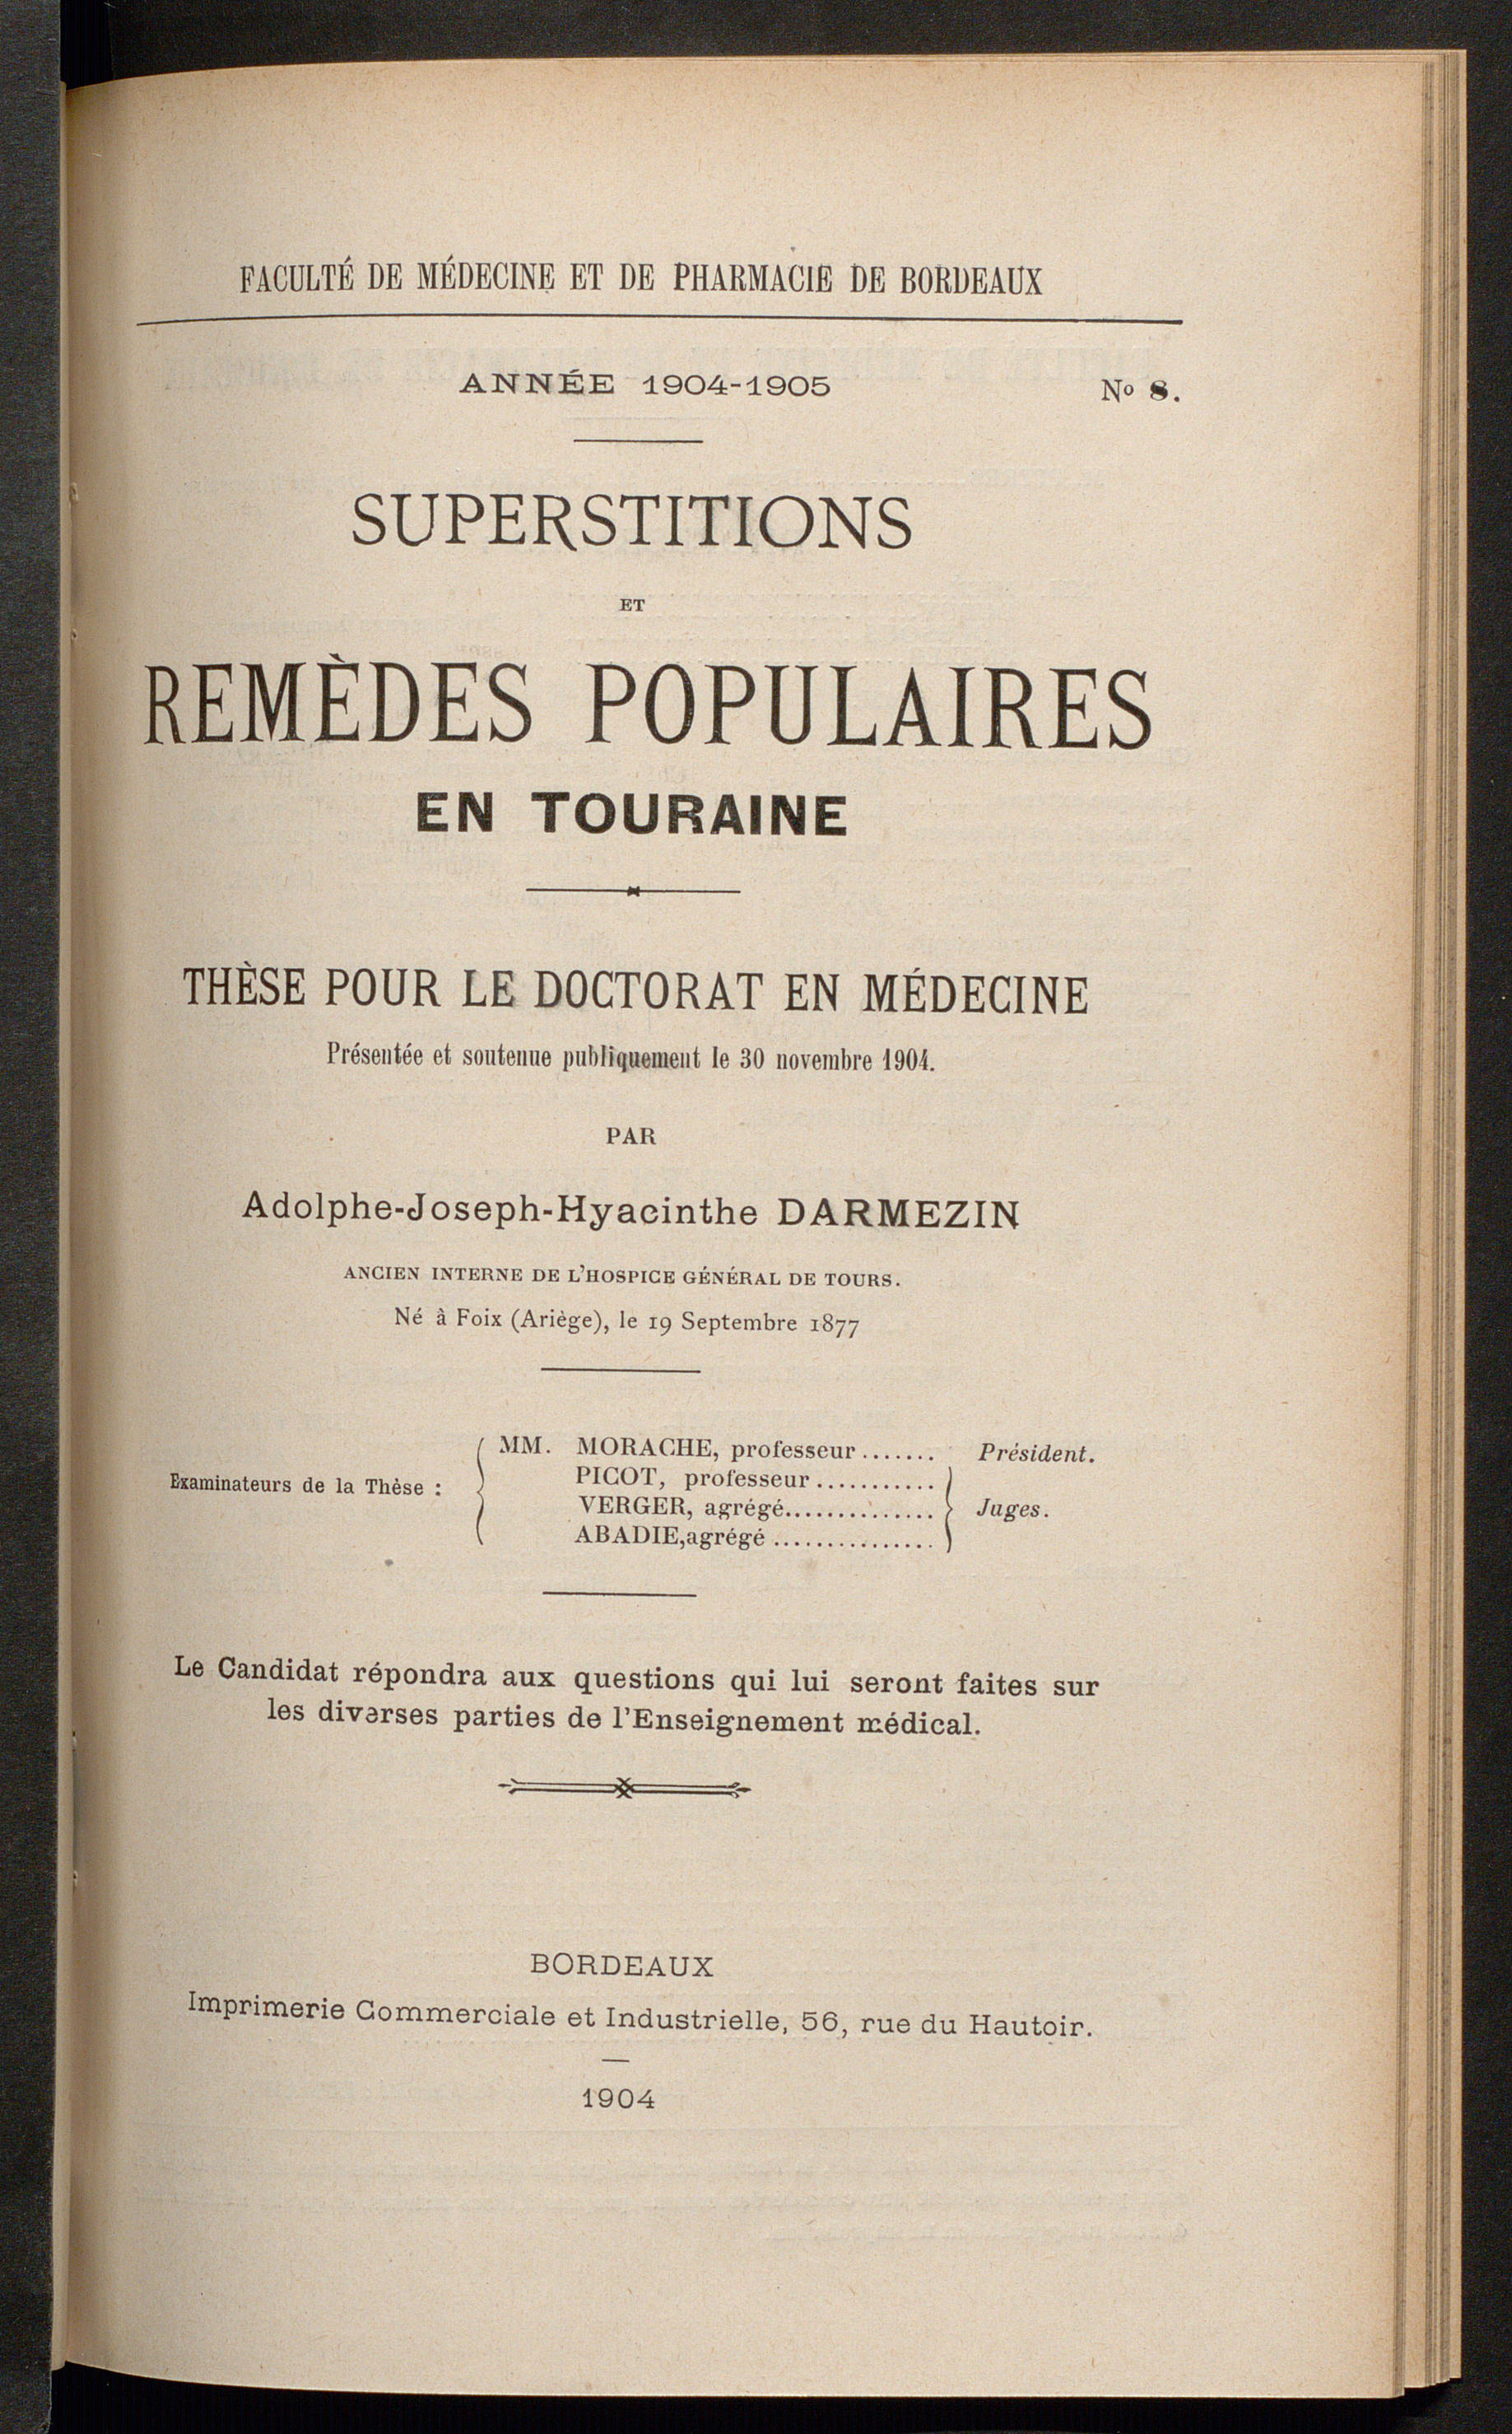 FACULTÉ DE MÉDECINE ET DE PHARMACIE DE BORDEAUX
ANNÉE 1904-1905 No 8.
SUPERSTITIONS
ET
REMÈDES POPULAIRES
EN TOURAINE
THÈSE POUR LE DOCTORAT EN MÉDECINE
Présentée et soutenue publiquement le 30 novembre 1904.
PAR
Adolphe-Joseph-Hyacinthe DARMEZIN
ANCIEN INTERNE DE L'HOSPICE GÉNÉRAL DE TOURS.
Né à Foix (Ariège), le 19 Septembre 1877
MM. MORACHE, professeur....... Président.
PICOT, professeur...........
Examinateurs de la Thèse :
VERGER, agrégé............... Juges.
ABADIE,agrégé ...............
Le Candidat répondra aux questions qui lui seront faites sur
les diverses parties de l'Enseignement médical.
BORDEAUX
Imprimerie Commerciale et Industrielle, 56, rue du Hautoir.
1904